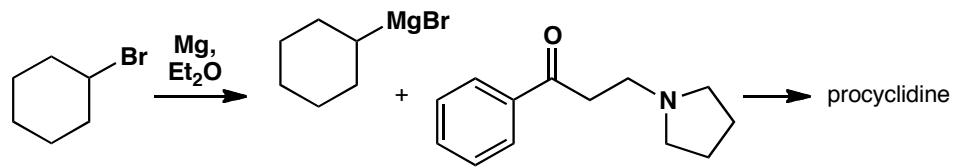 Br
Mg,
Et₂O
MgBr
+
O
N
procyclidine